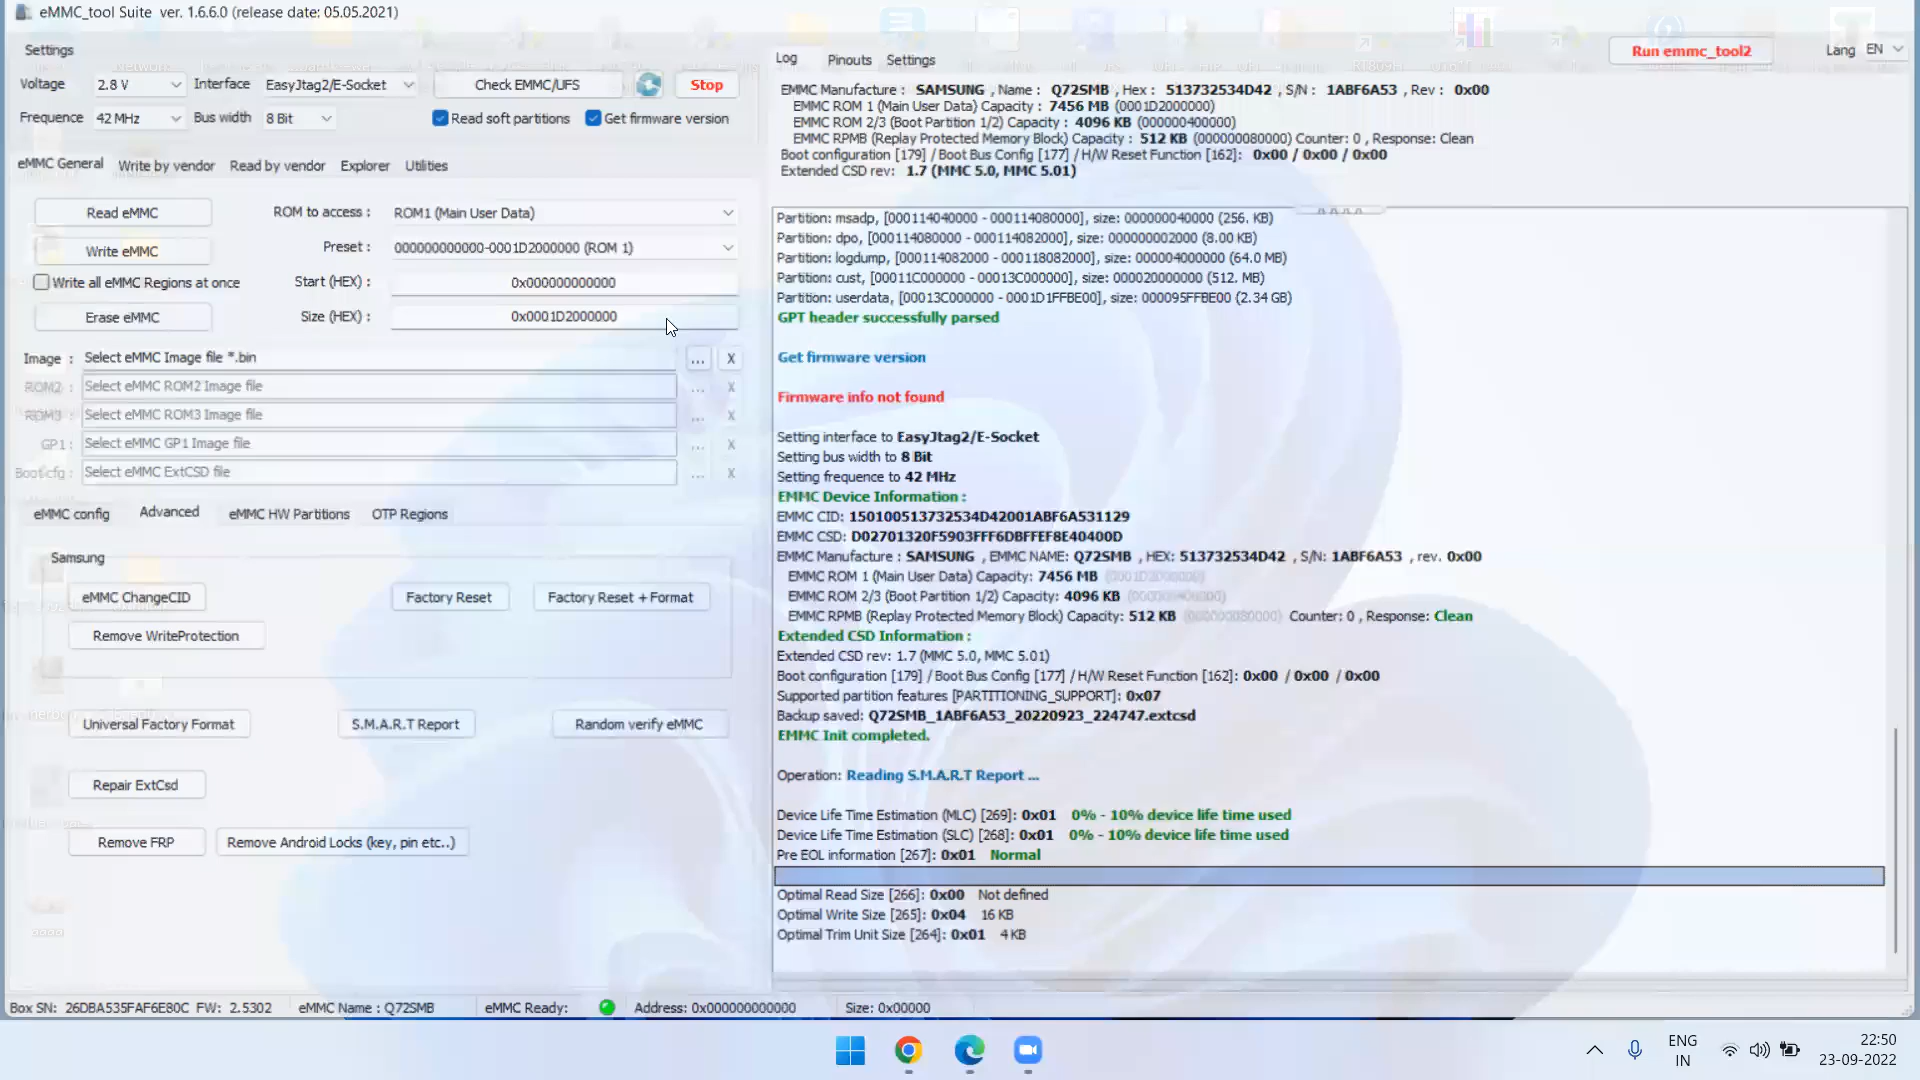 eMMC_tool Suite ver. 1.6.6.0 (release date: 05.05.2021)
Settings
Voltage 2.8 V Interface EasyJtag2/E-Socket Check EMMC/UFS Stop
Frequence 42 MHz Bus width 8 Bit Read soft partitions Get firmware version
eMMC General Write by vendor Read by vendor Explorer Utilities
Read eMMC ROM to access : ROM1 (Main User Data)
Write eMMC Preset : 000000000000-0001D2000000 (ROM 1)
Write all eMMC Regions at once Start (HEX) : 0x000000000000
Erase eMMC Size (HEX) : 0x0001D2000000
Image : Select eMMC Image file *.bin ... X
ROM2 : Select eMMC ROM2 Image file ... X
ROM3 : Select eMMC ROM3 Image file ... X
GP1 : Select eMMC GP1 Image file ... X
Boot cfg : Select eMMC ExtCSD file ... X
eMMC config Advanced eMMC HW Partitions OTP Regions
Samsung
eMMC ChangeCID Factory Reset Factory Reset + Format
Remove WriteProtection
Universal Factory Format S.M.A.R.T Report Random verify eMMC
Repair ExtCsd
Remove FRP Remove Android Locks (key, pin etc..)
Log Pinouts Settings Run emmc_tool2 Lang EN
EMMC Manufacture : SAMSUNG , Name : Q72SMB , Hex : 513732534D42 , S/N : 1ABF6A53 , Rev : 0x00
EMMC ROM 1 (Main User Data) Capacity : 7456 MB (0001D2000000)
EMMC ROM 2/3 (Boot Partition 1/2) Capacity : 4096 KB (000000400000)
EMMC RPMB (Replay Protected Memory Block) Capacity : 512 KB (000000080000) Counter: 0 , Response: Clean
Boot configuration [179] / Boot Bus Config [177] / H/W Reset Function [162]: 0x00 / 0x00 / 0x00
Extended CSD rev: 1.7 (MMC 5.0, MMC 5.01)
Partition: msadp, [000114040000 - 000114080000], size: 000000040000 (256. KB)
Partition: dpo, [000114080000 - 000114082000], size: 000000002000 (8.00 KB)
Partition: logdump, [000114082000 - 000118082000], size: 000004000000 (64.0 MB)
Partition: cust, [00011C000000 - 00013C000000], size: 000020000000 (512. MB)
Partition: userdata, [00013C000000 - 0001D1FFBE00], size: 000095FFBE00 (2.34 GB)
GPT header successfully parsed
Get firmware version
Firmware info not found
Setting interface to EasyJtag2/E-Socket
Setting bus width to 8 Bit
Setting frequence to 42 MHz
EMMC Device Information :
EMMC CID: 150100513732534D42001ABF6A531129
EMMC CSD: D02701320F5903FFF6DBFFEF8E40400D
EMMC Manufacture : SAMSUNG , EMMC NAME: Q72SMB , HEX: 513732534D42 , S/N: 1ABF6A53 , rev. 0x00
EMMC ROM 1 (Main User Data) Capacity: 7456 MB (0001D2000000)
EMMC ROM 2/3 (Boot Partition 1/2) Capacity: 4096 KB (000000400000)
EMMC RPMB (Replay Protected Memory Block) Capacity: 512 KB (000000080000) Counter: 0 , Response: Clean
Extended CSD Information :
Extended CSD rev: 1.7 (MMC 5.0, MMC 5.01)
Boot configuration [179] / Boot Bus Config [177] / H/W Reset Function [162]: 0x00 / 0x00 / 0x00
Supported partition features [PARTITIONING_SUPPORT]: 0x07
Backup saved: Q72SMB_1ABF6A53_20220923_224747.extcsd
EMMC Init completed.
Operation: Reading S.M.A.R.T Report ...
Device Life Time Estimation (MLC) [269]: 0x01 0% - 10% device life time used
Device Life Time Estimation (SLC) [268]: 0x01 0% - 10% device life time used
Pre EOL information [267]: 0x01 Normal
Optimal Read Size [266]: 0x00 Not defined
Optimal Write Size [265]: 0x04 16 KB
Optimal Trim Unit Size [264]: 0x01 4 KB
Box SN: 26DBA535FAF6E80C FW: 2.5302 eMMC Name : Q72SMB eMMC Ready: Address: 0x000000000000 Size: 0x00000
ENG
IN
22:50
23-09-2022